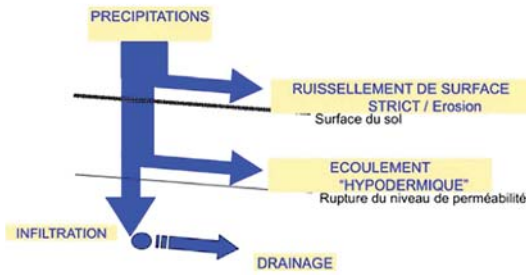 PRECIPITATIONS
RUISSELLEMENT DE SURFACE
STRICT / Erosion
Surface du sol
ECOULEMENT
"HYPODERMIQUE"
Rupture du niveau de perméabilité
INFILTRATION
DRAINAGE